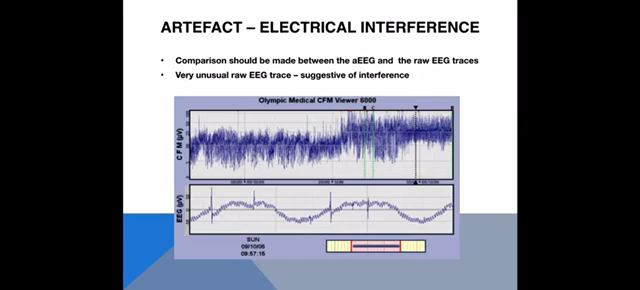 ARTEFACT – ELECTRICAL INTERFERENCE
• Comparison should be made between the aEEG and the raw EEG traces
• Very unusual raw EEG trace – suggestive of interference
Olympic Medical CFM Viewer 6000
CFM (µV)
EEG (µV)
SUN
09/10/06
09:57:15